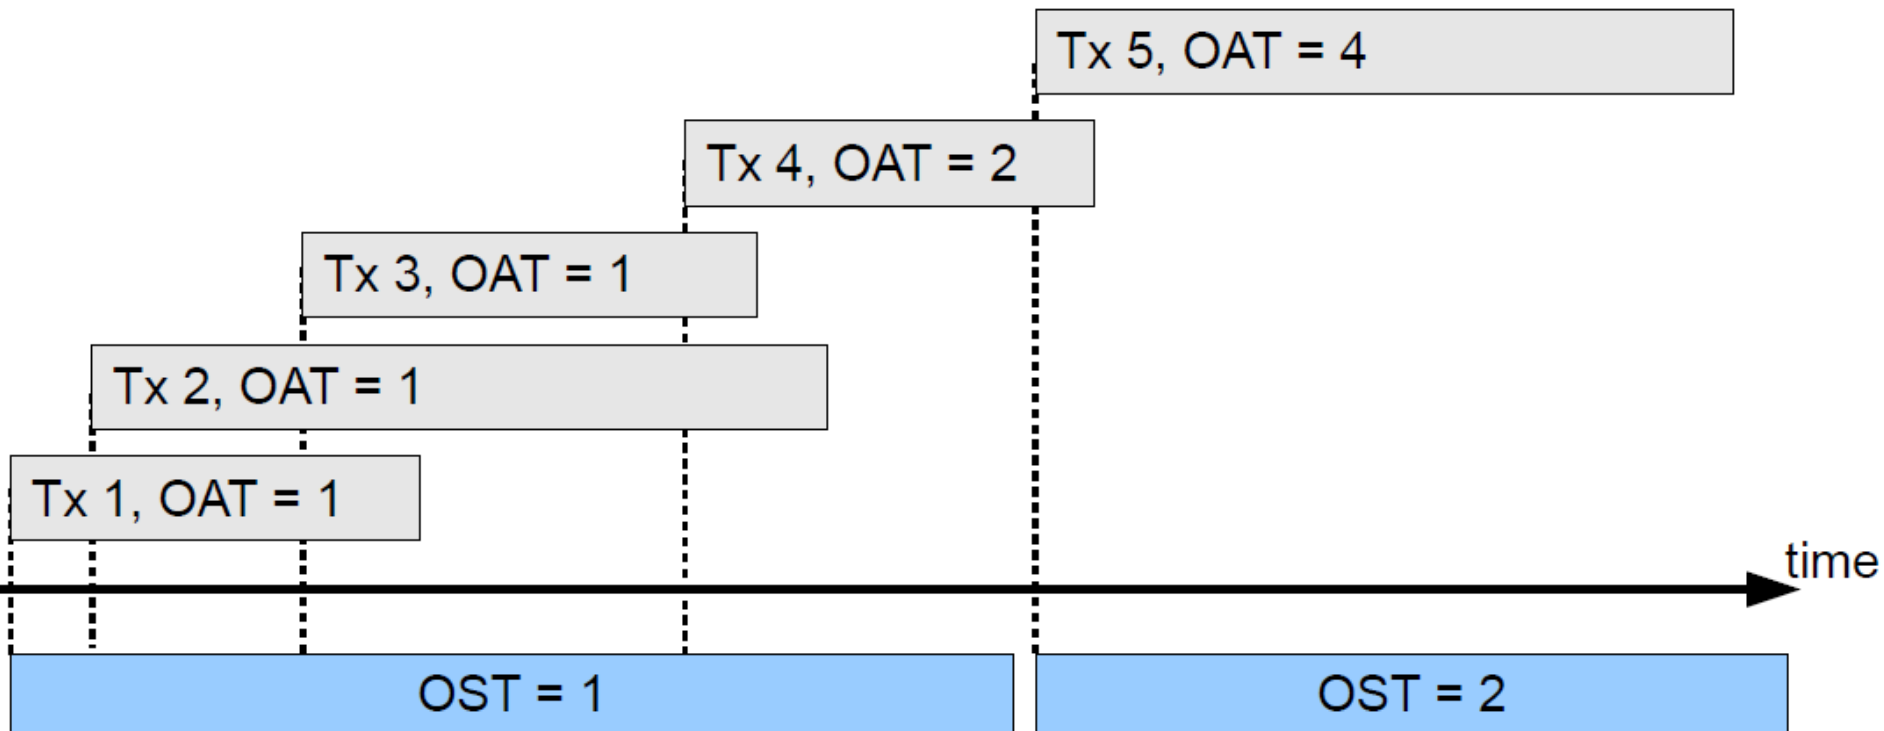 Tx 5, OAT = 4
Tx 4, OAT = 2
Tx 3, OAT = 1
Tx 2, OAT = 1
Tx 1, OAT = 1
time
OST = 1
OST = 2